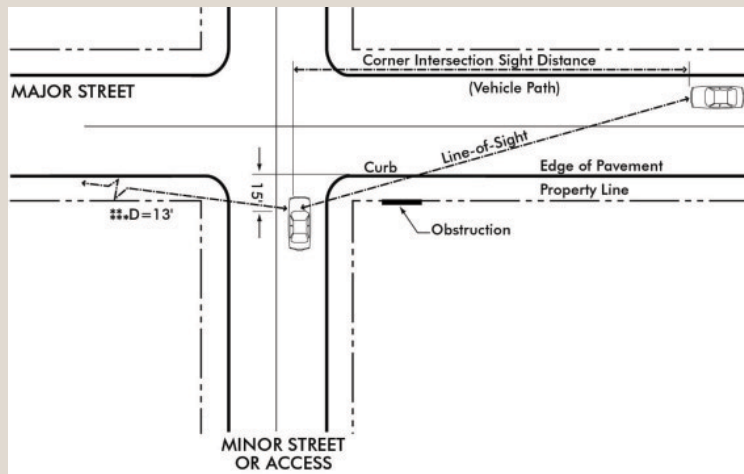 Corner Intersection Sight Distance
MAJOR STREET
(Vehicle Path)
Line-of-Sight
Curb
Edge of Pavement
15'
Property Line
D=13'
Obstruction
MINOR STREET
OR ACCESS